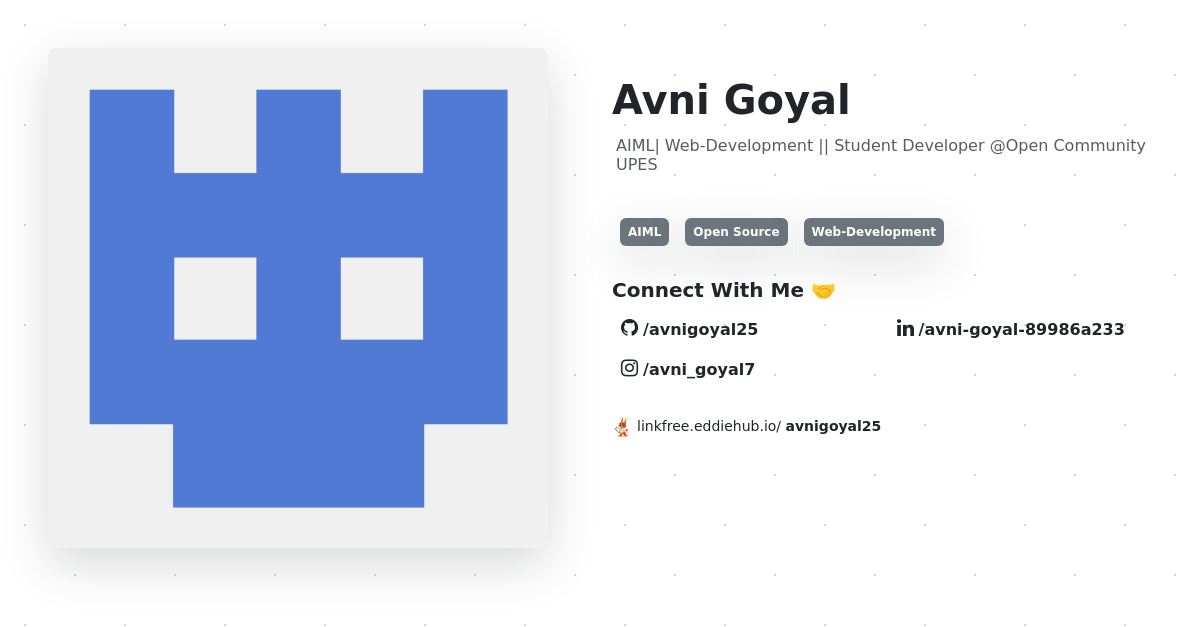 Avni Goyal
AIML| Web-Development || Student Developer @Open Community
UPES
AIML Open Source Web-Development
Connect With Me 🤝
/avnigoyal25 /avni-goyal-89986a233
/avni_goyal7
linkfree.eddiehub.io/ avnigoyal25